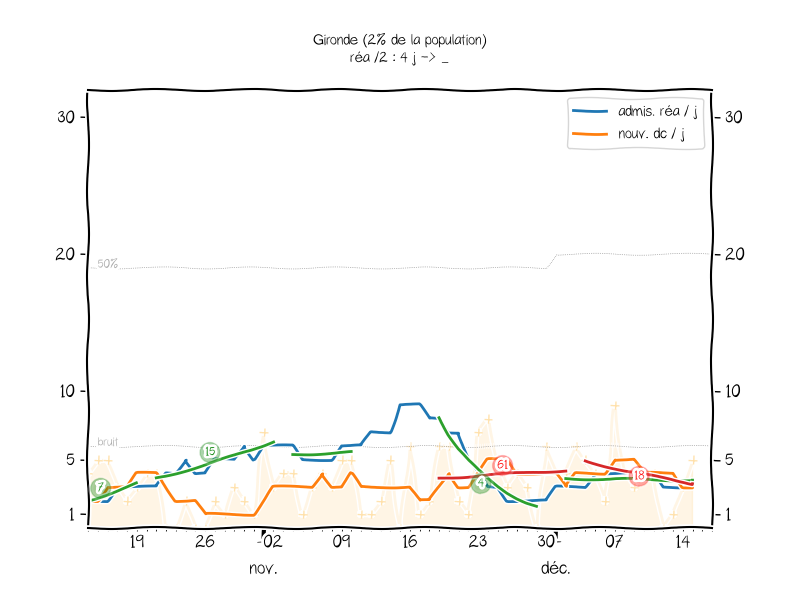 Gironde (2% de la population)
réa /2 : 4 j -> _
admis. réa / j
nouv. dc / j
30
30
20
20
50%
10
10
bruit
5
5
1
1
7
15
4
61
18
19 26 02 09 16 23 30 07 14
nov. déc.